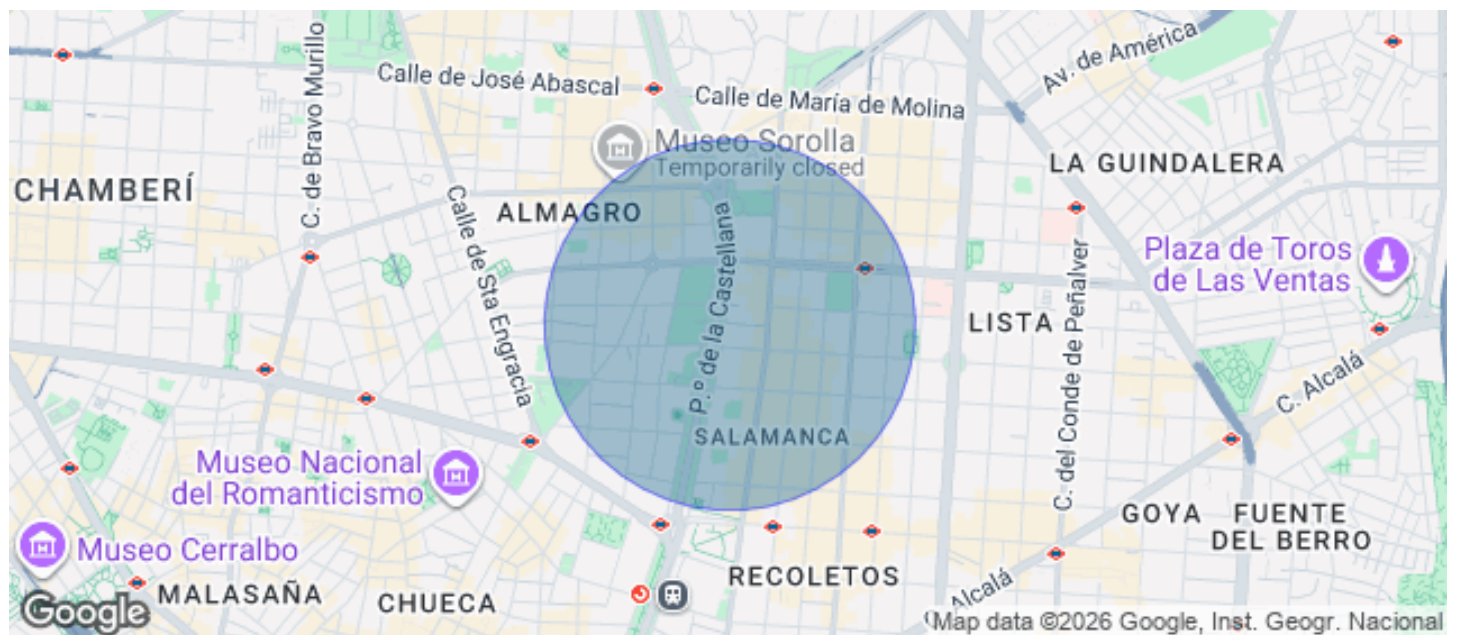 C. de Bravo Murillo
Calle de José Abascal
Calle de María de Molina
Av. de América
Museo Sorolla
Temporarily closed
LA GUINDALERA
CHAMBERÍ
ALMAGRO
Calle de Sta Engracia
P.º de la Castellana
C. del Conde de Peñalver
Plaza de Toros
de Las Ventas
LISTA
C. Alcalá
SALAMANCA
Museo Nacional
del Romanticismo
GOYA
FUENTE
DEL BERRO
Museo Cerralbo
RECOLETOS
MALASAÑA
CHUECA
Alcalá
Google
Map data ©2026 Google, Inst. Geogr. Nacional